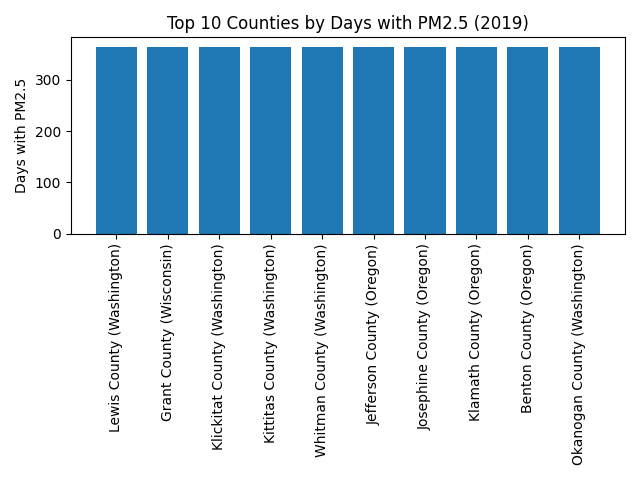 Top 10 Counties by Days with PM2.5 (2019)
Days with PM2.5
300
200
100
0
Lewis County (Washington)
Grant County (Wisconsin)
Klickitat County (Washington)
Kittitas County (Washington)
Whitman County (Washington)
Jefferson County (Oregon)
Josephine County (Oregon)
Klamath County (Oregon)
Benton County (Oregon)
Okanogan County (Washington)